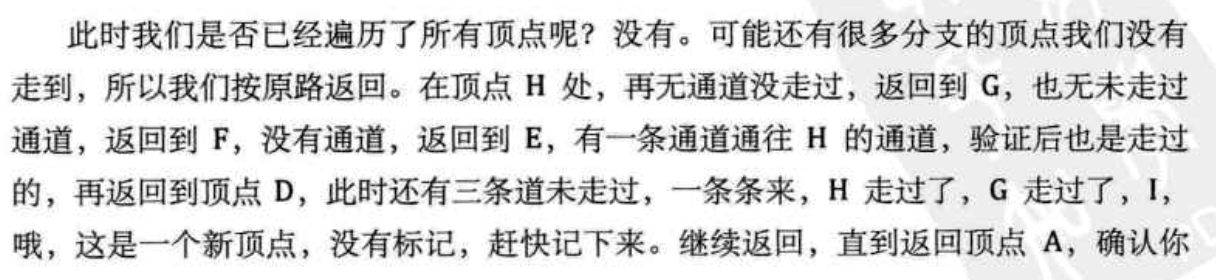 此时我们是否已经遍历了所有顶点呢？没有。可能还有很多分支的顶点我们没有
走到，所以我们按原路返回。在顶点 H 处，再无通道没走过，返回到 G，也无未走过
通道，返回到 F，没有通道，返回到 E，有一条通道通往 H 的通道，验证后也是走过
的，再返回到顶点 D，此时还有三条道未走过，一条条来，H 走过了，G 走过了，I，
哦，这是一个新顶点，没有标记，赶快记下来。继续返回，直到返回顶点 A，确认你